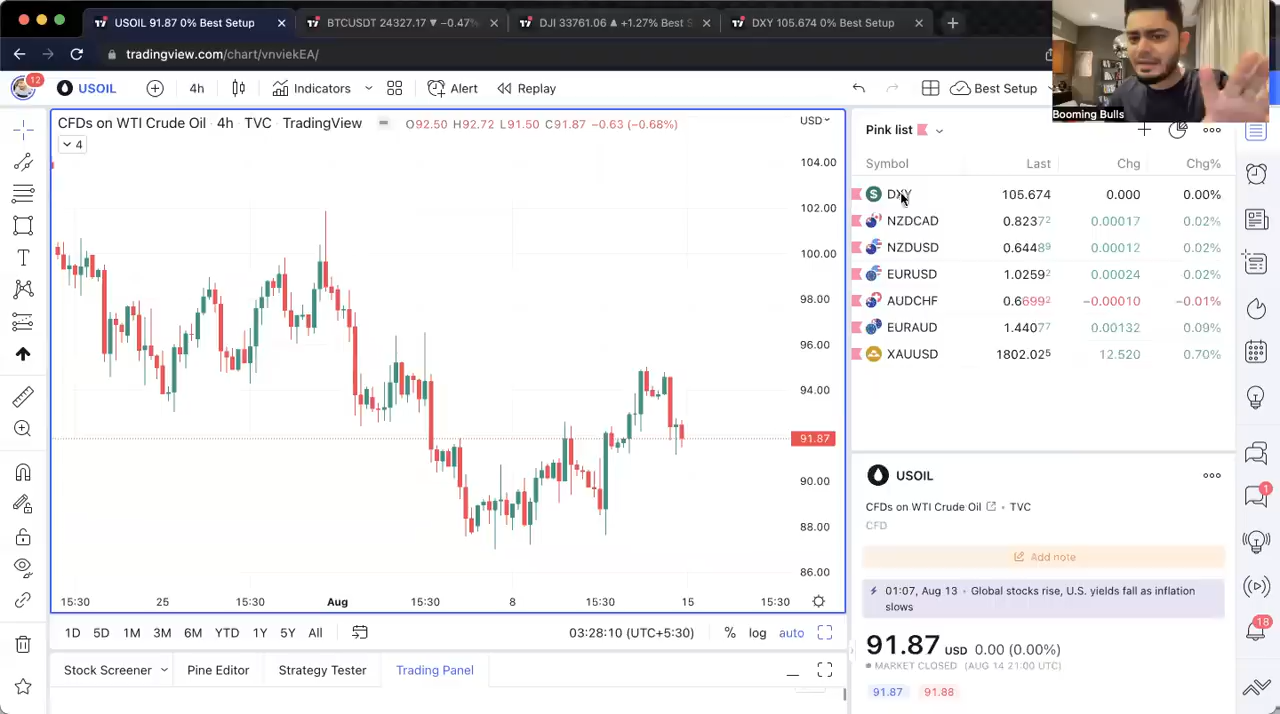 USOIL 91.87 0% Best Setup
BTCUSDT 24327.17 ▼ −0.47%
DJI 33761.06 ▲ +1.27% Best S
DXY 105.674 0% Best Setup
tradingview.com/chart/vnviekEA/
12
USOIL
4h
Indicators
Alert
Replay
Best Setup
Booming Bulls
CFDs on WTI Crude Oil · 4h · TVC · TradingView
O92.50 H92.72 L91.50 C91.87 −0.63 (−0.68%)
USD
4
104.00
102.00
100.00
98.00
96.00
94.00
91.87
90.00
88.00
86.00
15:30 25 15:30 Aug 15:30 8 15:30 15 15:30
1D 5D 1M 3M 6M YTD 1Y 5Y All
03:28:10 (UTC+5:30) % log auto
Stock Screener Pine Editor Strategy Tester Trading Panel
Pink list
Symbol Last Chg Chg%
DXY 105.674 0.000 0.00%
NZDCAD 0.82372 0.00017 0.02%
NZDUSD 0.64489 0.00012 0.02%
EURUSD 1.02592 0.00024 0.02%
AUDCHF 0.66992 −0.00010 −0.01%
EURAUD 1.44077 0.00132 0.09%
XAUUSD 1802.025 12.520 0.70%
USOIL
CFDs on WTI Crude Oil · TVC
CFD
Add note
01:07, Aug 13 · Global stocks rise, U.S. yields fall as inflation
slows
91.87 USD 0.00 (0.00%)
MARKET CLOSED (AUG 14 21:00 UTC)
91.87 91.88
1
18